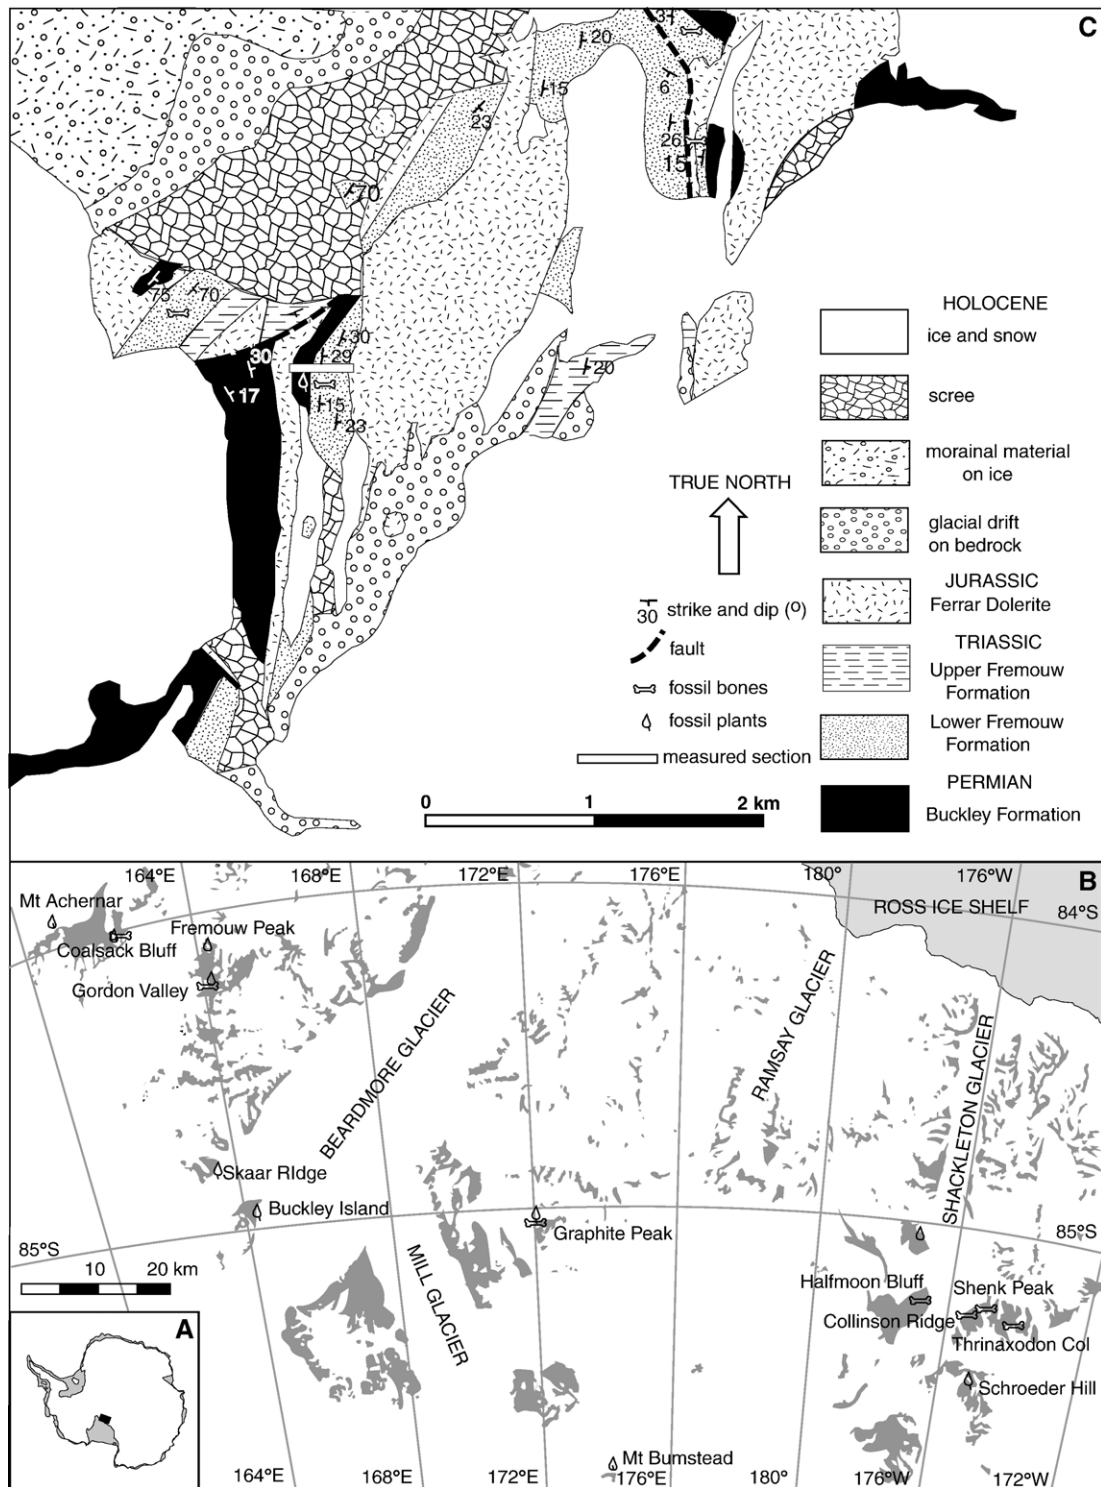 C
31
20
15
6
23
26
15
70
75
70
30
30
29
17
15
23
20
HOLOCENE
ice and snow
scree
morainal material
on ice
glacial drift
on bedrock
JURASSIC
Ferrar Dolerite
TRIASSIC
Upper Fremouw
Formation
Lower Fremouw
Formation
PERMIAN
Buckley Formation
TRUE NORTH
30 strike and dip (º)
fault
fossil bones
fossil plants
measured section
0 1 2 km
B
164°E 168°E 172°E 176°E 180° 176°W
84°S
ROSS ICE SHELF
Mt Achernar
Coalsack Bluff
Fremouw Peak
Gordon Valley
BEARDMORE GLACIER
RAMSAY GLACIER
SHACKLETON GLACIER
Skaar RIdge
Buckley Island
Graphite Peak
85°S
85°S
MILL GLACIER
10 20 km
Halfmoon Bluff
Shenk Peak
Collinson Ridge
Thrinaxodon Col
Schroeder Hill
Mt Bumstead
A
164°E 168°E 172°E 176°E 180° 176°W 172°W